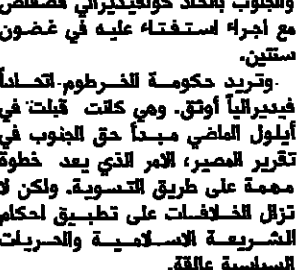 والجنوب باتحاد كونفيديرالي فضفاض
مع اجراء استفتاء عليه في غضون
سنتين.
وتريد حكومة الخرطوم اتحاداً
فيديرالياً أوثق. وهي كانت قبلت في
أيلول الماضي مبدأ حق الجنوب في
تقرير المصير، الامر الذي يعد خطوة
مهمة على طريق التسوية. ولكن لا
تزال الخلافات على تطبيق احكام
الشريعة الاسلامية والحريات
السياسية عالقة.